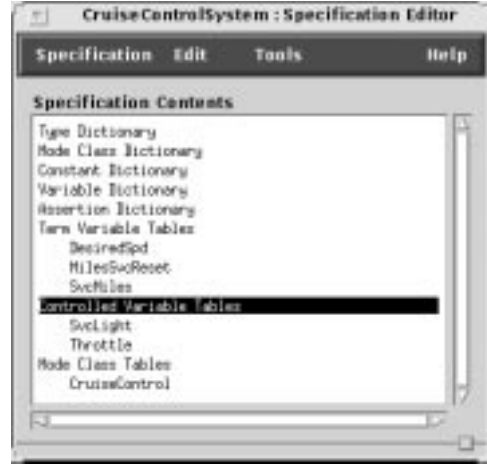 CruiseControlSystem : Specification Editor
Specification Edit Tools Help
Specification Contents
Type Dictionary
Mode Class Dictionary
Constant Dictionary
Variable Dictionary
Assertion Dictionary
Term Variable Tables
DesiredSpd
MilesSvcReset
SvcMiles
Controlled Variable Tables
SvcLight
Throttle
Mode Class Tables
CruiseControl